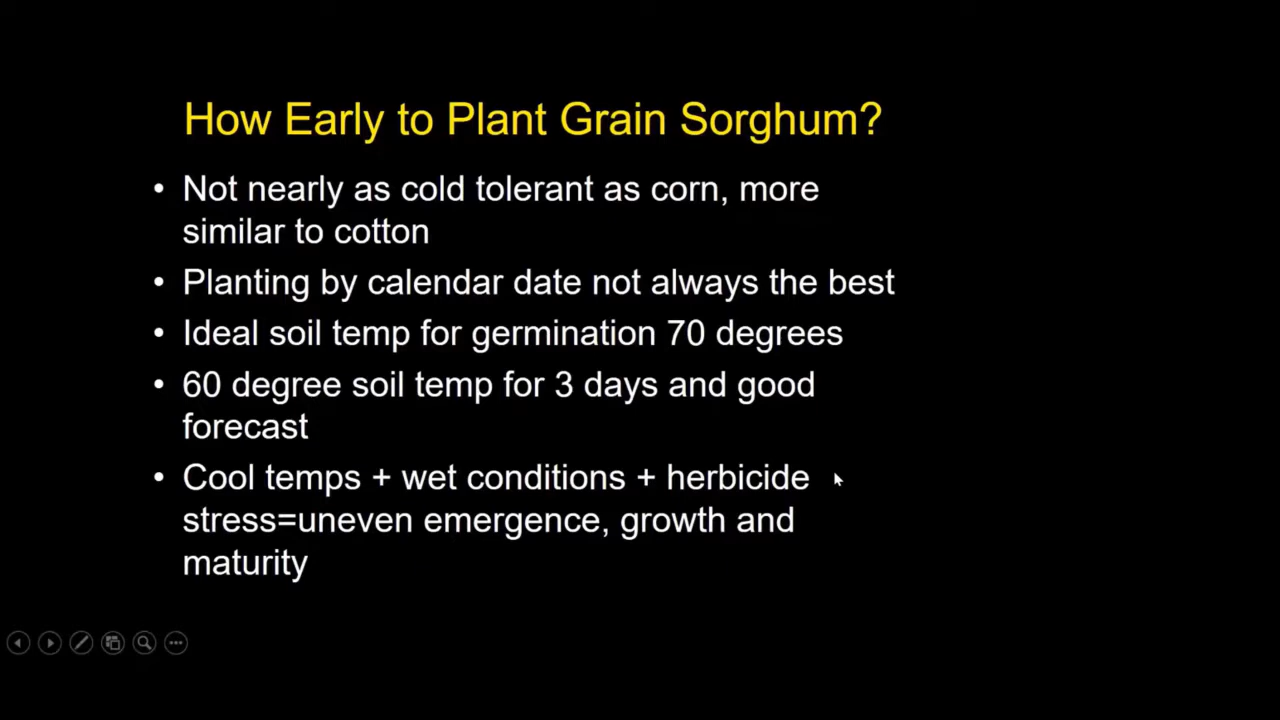 How Early to Plant Grain Sorghum?
• Not nearly as cold tolerant as corn, more
similar to cotton
• Planting by calendar date not always the best
• Ideal soil temp for germination 70 degrees
• 60 degree soil temp for 3 days and good
forecast
• Cool temps + wet conditions + herbicide
stress=uneven emergence, growth and
maturity